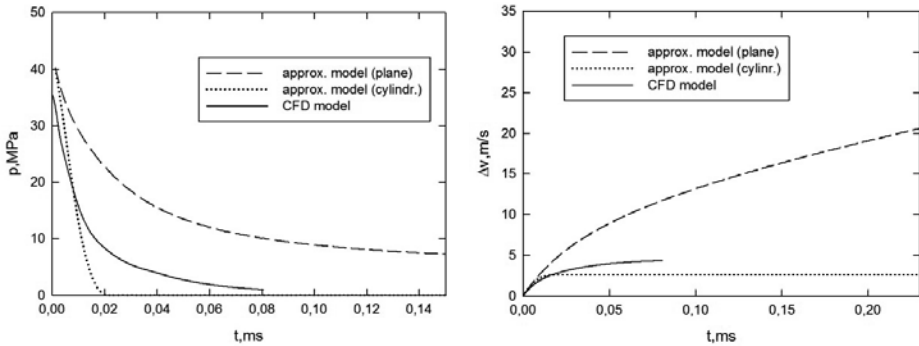 50
40
30
20
10
0
p,MPa
approx. model (plane)
approx. model (cylindr.)
CFD model
0,00 0,02 0,04 0,06 0,08 0,10 0,12 0,14
t,ms
35
30
25
20
15
10
5
0
Δv,m/s
approx. model (plane)
approx. model (cylinr.)
CFD model
0,00 0,05 0,10 0,15 0,20
t,ms